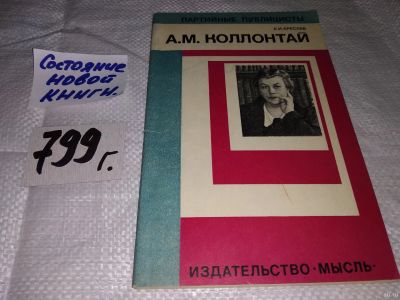 Состояние
новой
книги.
799 г.
ПАРТИЙНЫЕ ПУБЛИЦИСТЫ
А.М. КОЛЛОНТАЙ
ИЗДАТЕЛЬСТВО «МЫСЛЬ»